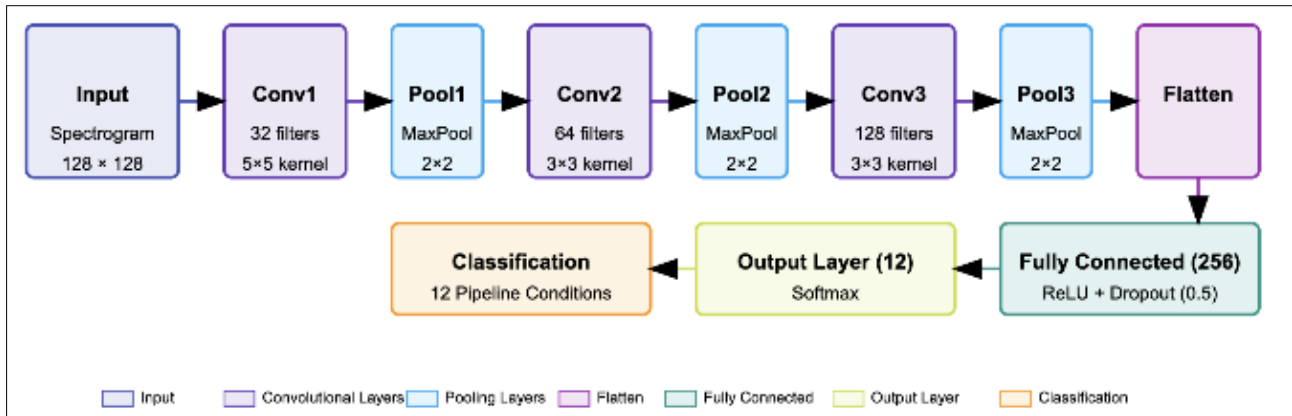 Input
Spectrogram
128 × 128
Conv1
32 filters
5×5 kernel
Pool1
MaxPool
2×2
Conv2
64 filters
3×3 kernel
Pool2
MaxPool
2×2
Conv3
128 filters
3×3 kernel
Pool3
MaxPool
2×2
Flatten
Fully Connected (256)
ReLU + Dropout (0.5)
Output Layer (12)
Softmax
Classification
12 Pipeline Conditions
Input
Convolutional Layers
Pooling Layers
Flatten
Fully Connected
Output Layer
Classification